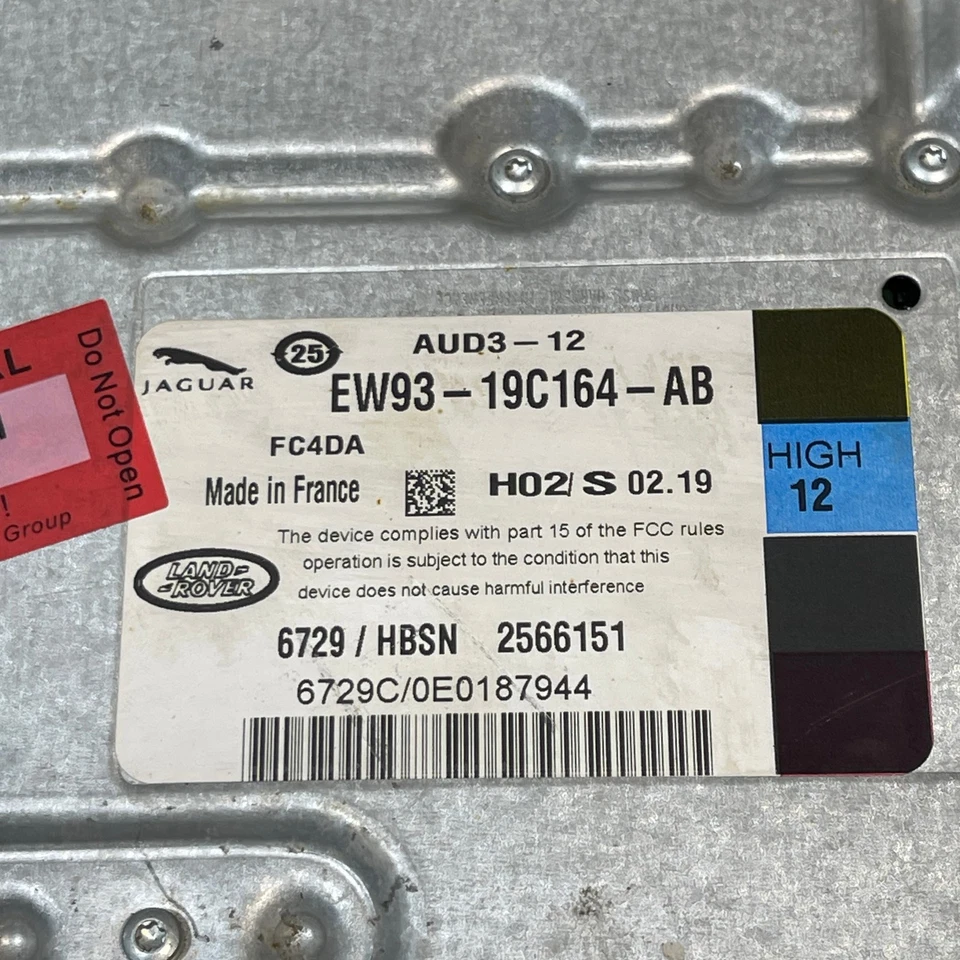 Do Not Open
!
Group
JAGUAR
25
AUD3-12
EW93-19C164-AB
FC4DA
Made in France
H02/S 02.19
HIGH
12
The device complies with part 15 of the FCC rules
operation is subject to the condition that this
device does not cause harmful interference
LAND-
-ROVER
6729 / HBSN 2566151
6729C/0E0187944